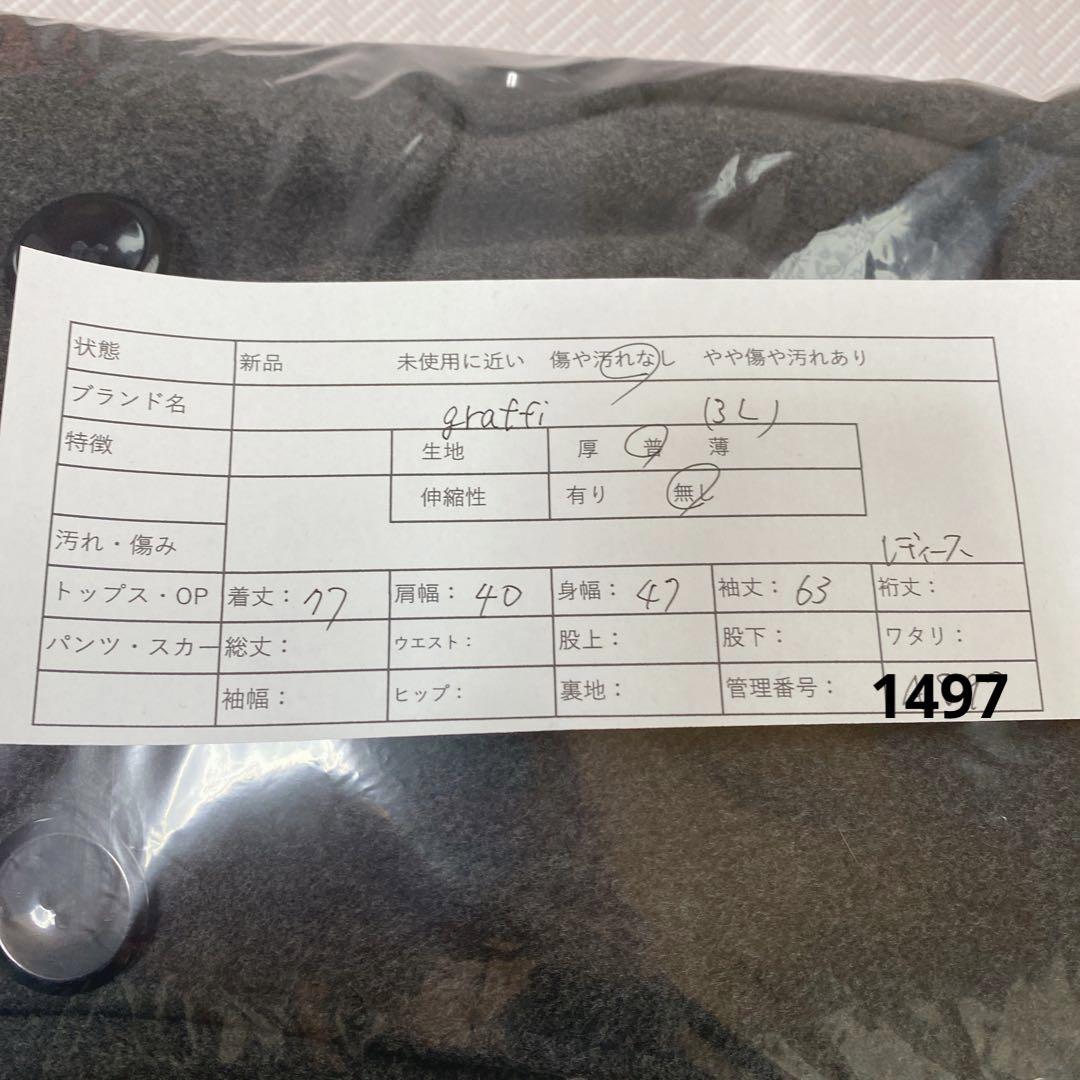 状態 新品 未使用に近い 傷や汚れなし やや傷や汚れあり
ブランド名 graffi (3L)
特徴 生地 厚 普 薄
伸縮性 有り 無し
汚れ・傷み レディース
トップス・OP 着丈： 77 肩幅： 40 身幅： 47 袖丈： 63 裄丈：
パンツ・スカー 総丈： ウエスト： 股上： 股下： ワタリ：
袖幅： ヒップ： 裏地： 管理番号： 1497